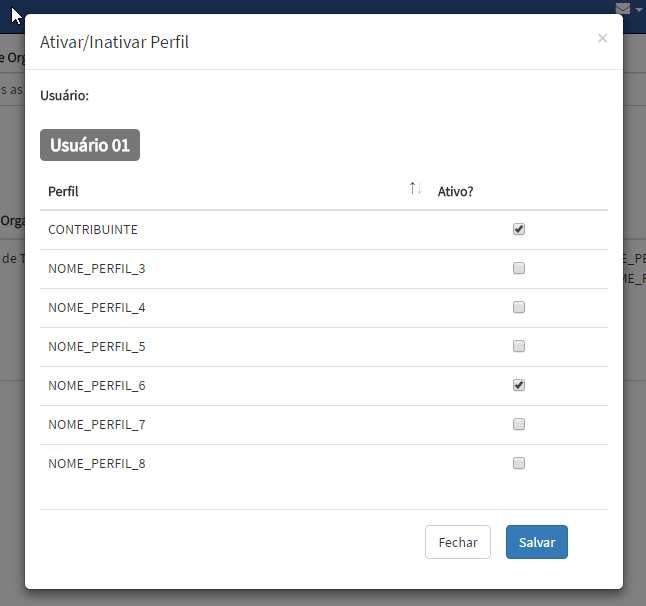 Ativar/Inativar Perfil ×
Usuário:
Usuário 01
Perfil Ativo?
CONTRIBUINTE
NOME_PERFIL_3
NOME_PERFIL_4
NOME_PERFIL_5
NOME_PERFIL_6
NOME_PERFIL_7
NOME_PERFIL_8
Fechar Salvar